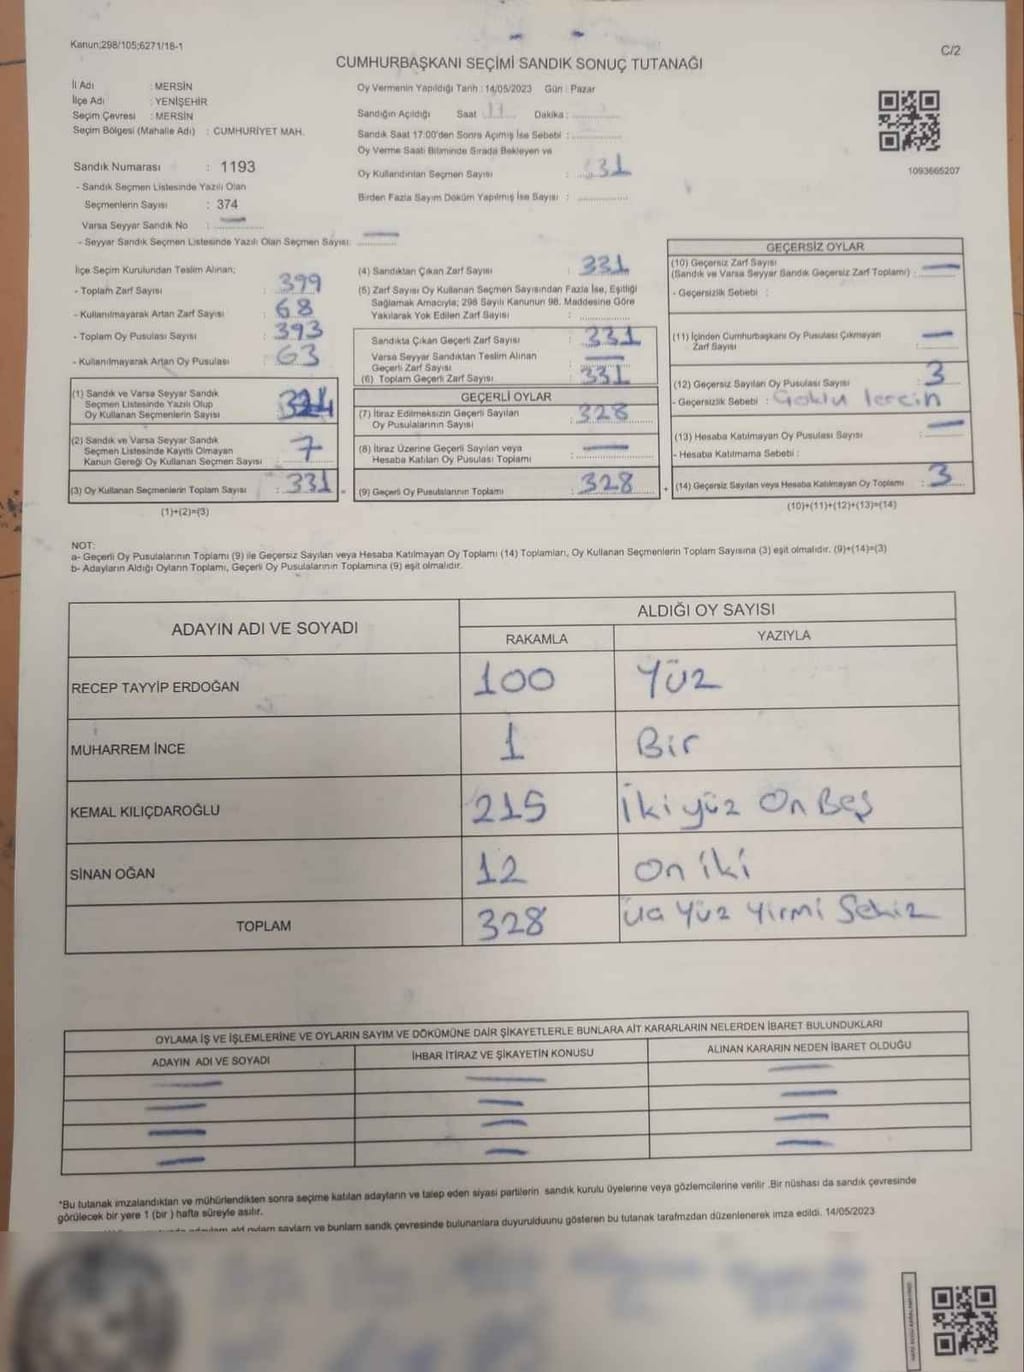 Kanun;298/105;6271/18-1
C/2
CUMHURBAŞKANI SEÇİMİ SANDIK SONUÇ TUTANAĞI
İl Adı : MERSİN
İlçe Adı : YENİŞEHİR
Seçim Çevresi : MERSİN
Seçim Bölgesi (Mahalle Adı) : CUMHURİYET MAH.
Sandık Numarası : 1193
- Sandık Seçmen Listesinde Yazılı Olan
Seçmenlerin Sayısı : 374
Varsa Seyyar Sandık No :
- Seyyar Sandık Seçmen Listesinde Yazılı Olan Seçmen Sayısı:
Oy Vermenin Yapıldığı Tarih : 14/05/2023 Gün : Pazar
Sandığın Açıldığı Saat Dakika :
Sandık Saat 17:00'den Sonra Açılmış İse Sebebi :
Oy Verme Saati Bitiminde Sırada Bekleyen ve
Oy Kullandırılan Seçmen Sayısı : 331
Birden Fazla Sayım Döküm Yapılmış İse Sayısı :
1093665207
İlçe Seçim Kurulundan Teslim Alınan;
- Toplam Zarf Sayısı : 399
- Kullanılmayarak Artan Zarf Sayısı : 68
- Toplam Oy Pusulası Sayısı : 393
- Kullanılmayarak Artan Oy Pusulası : 63
(1) Sandık ve Varsa Seyyar Sandık
Seçmen Listesinde Yazılı Olup
Oy Kullanan Seçmenlerin Sayısı : 324
(2) Sandık ve Varsa Seyyar Sandık
Seçmen Listesinde Kayıtlı Olmayan
Kanun Gereği Oy Kullanan Seçmen Sayısı : 7
(3) Oy Kullanan Seçmenlerin Toplam Sayısı : 331
(1)+(2)=(3)
(4) Sandıktan Çıkan Zarf Sayısı : 331
(5) Zarf Sayısı Oy Kullanan Seçmen Sayısından Fazla İse, Eşitliği
Sağlamak Amacıyla; 298 Sayılı Kanunun 98. Maddesine Göre
Yakılarak Yok Edilen Zarf Sayısı :
Sandıkta Çıkan Geçerli Zarf Sayısı : 331
Varsa Seyyar Sandıktan Teslim Alınan
Geçerli Zarf Sayısı :
(6) Toplam Geçerli Zarf Sayısı : 331
GEÇERLİ OYLAR
(7) İtiraz Edilmeksizin Geçerli Sayılan
Oy Pusulalarının Sayısı : 328
(8) İtiraz Üzerine Geçerli Sayılan veya
Hesaba Katılan Oy Pusulası Toplamı :
(9) Geçerli Oy Pusulalarının Toplamı : 328
GEÇERSİZ OYLAR
(10) Geçersiz Zarf Sayısı
(Sandık ve Varsa Seyyar Sandık Geçersiz Zarf Toplamı) :
- Geçersizlik Sebebi :
(11) İçinden Cumhurbaşkanı Oy Pusulası Çıkmayan
Zarf Sayısı :
(12) Geçersiz Sayılan Oy Pusulası Sayısı : 3
- Geçersizlik Sebebi : Çoklu tercih
(13) Hesaba Katılmayan Oy Pusulası Sayısı :
- Hesaba Katılmama Sebebi :
(14) Geçersiz Sayılan veya Hesaba Katılmayan Oy Toplamı : 3
(10)+(11)+(12)+(13)=(14)
NOT:
a- Geçerli Oy Pusulalarının Toplamı (9) ile Geçersiz Sayılan veya Hesaba Katılmayan Oy Toplamı (14) Toplamları, Oy Kullanan Seçmenlerin Toplam Sayısına (3) eşit olmalıdır. (9)+(14)=(3)
b- Adayların Aldığı Oyların Toplamı, Geçerli Oy Pusulalarının Toplamına (9) eşit olmalıdır.
ADAYIN ADI VE SOYADI
ALDIĞI OY SAYISI
RAKAMLA YAZIYLA
RECEP TAYYİP ERDOĞAN 100 Yüz
MUHARREM İNCE 1 Bir
KEMAL KILIÇDAROĞLU 215 İkiyüz On Beş
SİNAN OĞAN 12 On iki
TOPLAM 328 Üç Yüz Yirmi Sekiz
OYLAMA İŞ VE İŞLEMLERİNE VE OYLARIN SAYIM VE DÖKÜMÜNE DAİR ŞİKAYETLERLE BUNLARA AİT KARARLARIN NELERDEN İBARET BULUNDUKLARI
ADAYIN ADI VE SOYADI İHBAR İTİRAZ VE ŞİKAYETİN KONUSU ALINAN KARARIN NEDEN İBARET OLDUĞU
*Bu tutanak imzalandıktan ve mühürlendikten sonra seçime katılan adayların ve talep eden siyasi partilerin sandık kurulu üyelerine veya gözlemcilerine verilir .Bir nüshası da sandık çevresinde
görülecek bir yere 1 (bir ) hafta süreyle asılır.
ve bunların sandık çevresinde bulunanlara duyurulduunu gösteren bu tutanak tarafmzdan düzenlenerek imza edildi. 14/05/2023